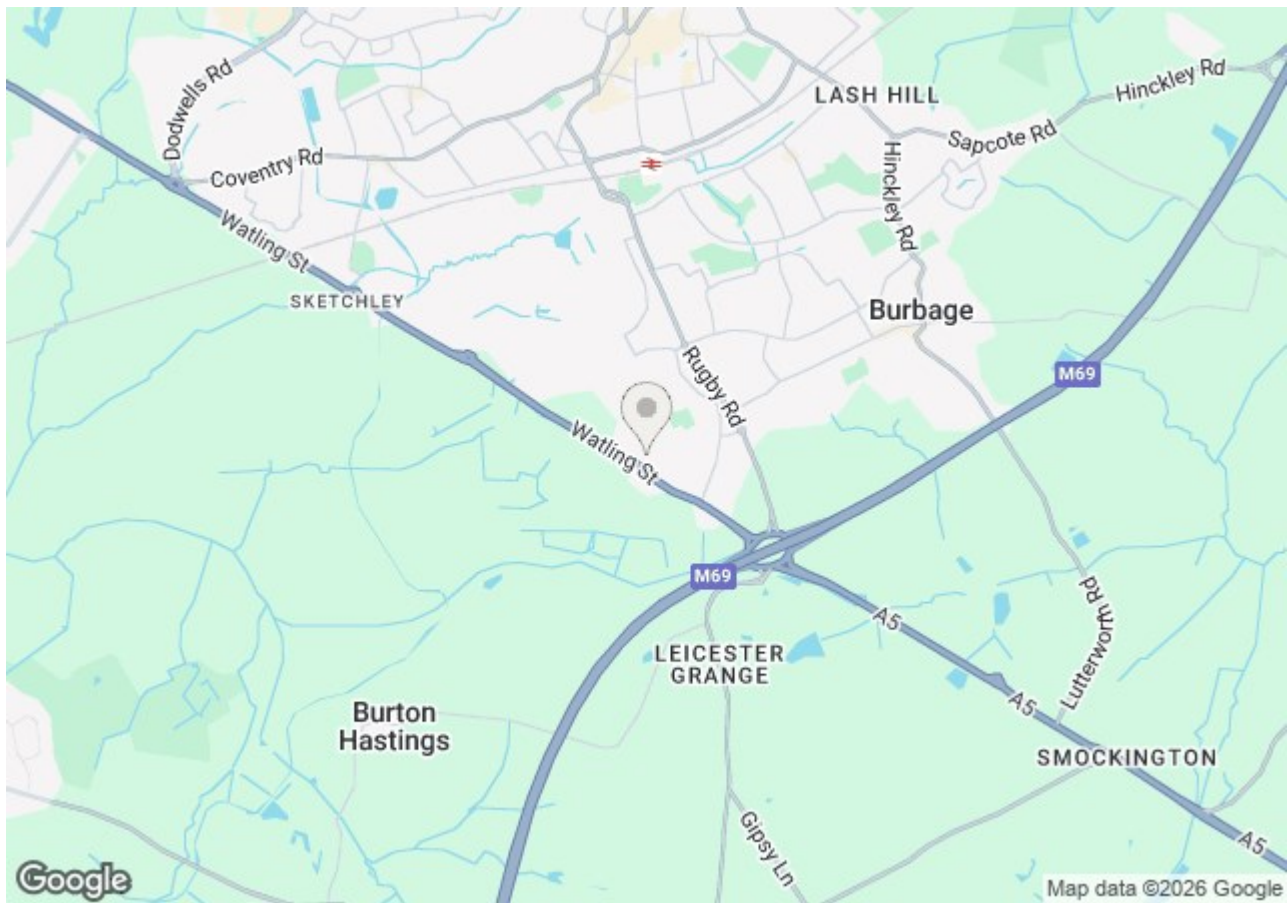 LASH HILL
Hinckley Rd
Dodwells Rd
Sapcote Rd
Coventry Rd
Hinckley Rd
Watling St
SKETCHLEY
Burbage
Rugby Rd
M69
Watling St
M69
A5
Lutterworth Rd
LEICESTER
GRANGE
A5
Burton
Hastings
SMOCKINGTON
Gipsy Ln
A5
Google
Map data ©2026 Google